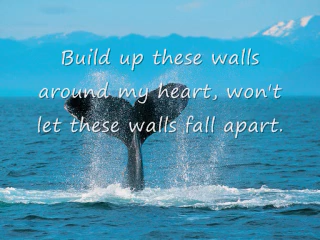 Build up these walls
around my heart, won't
let these walls fall apart.